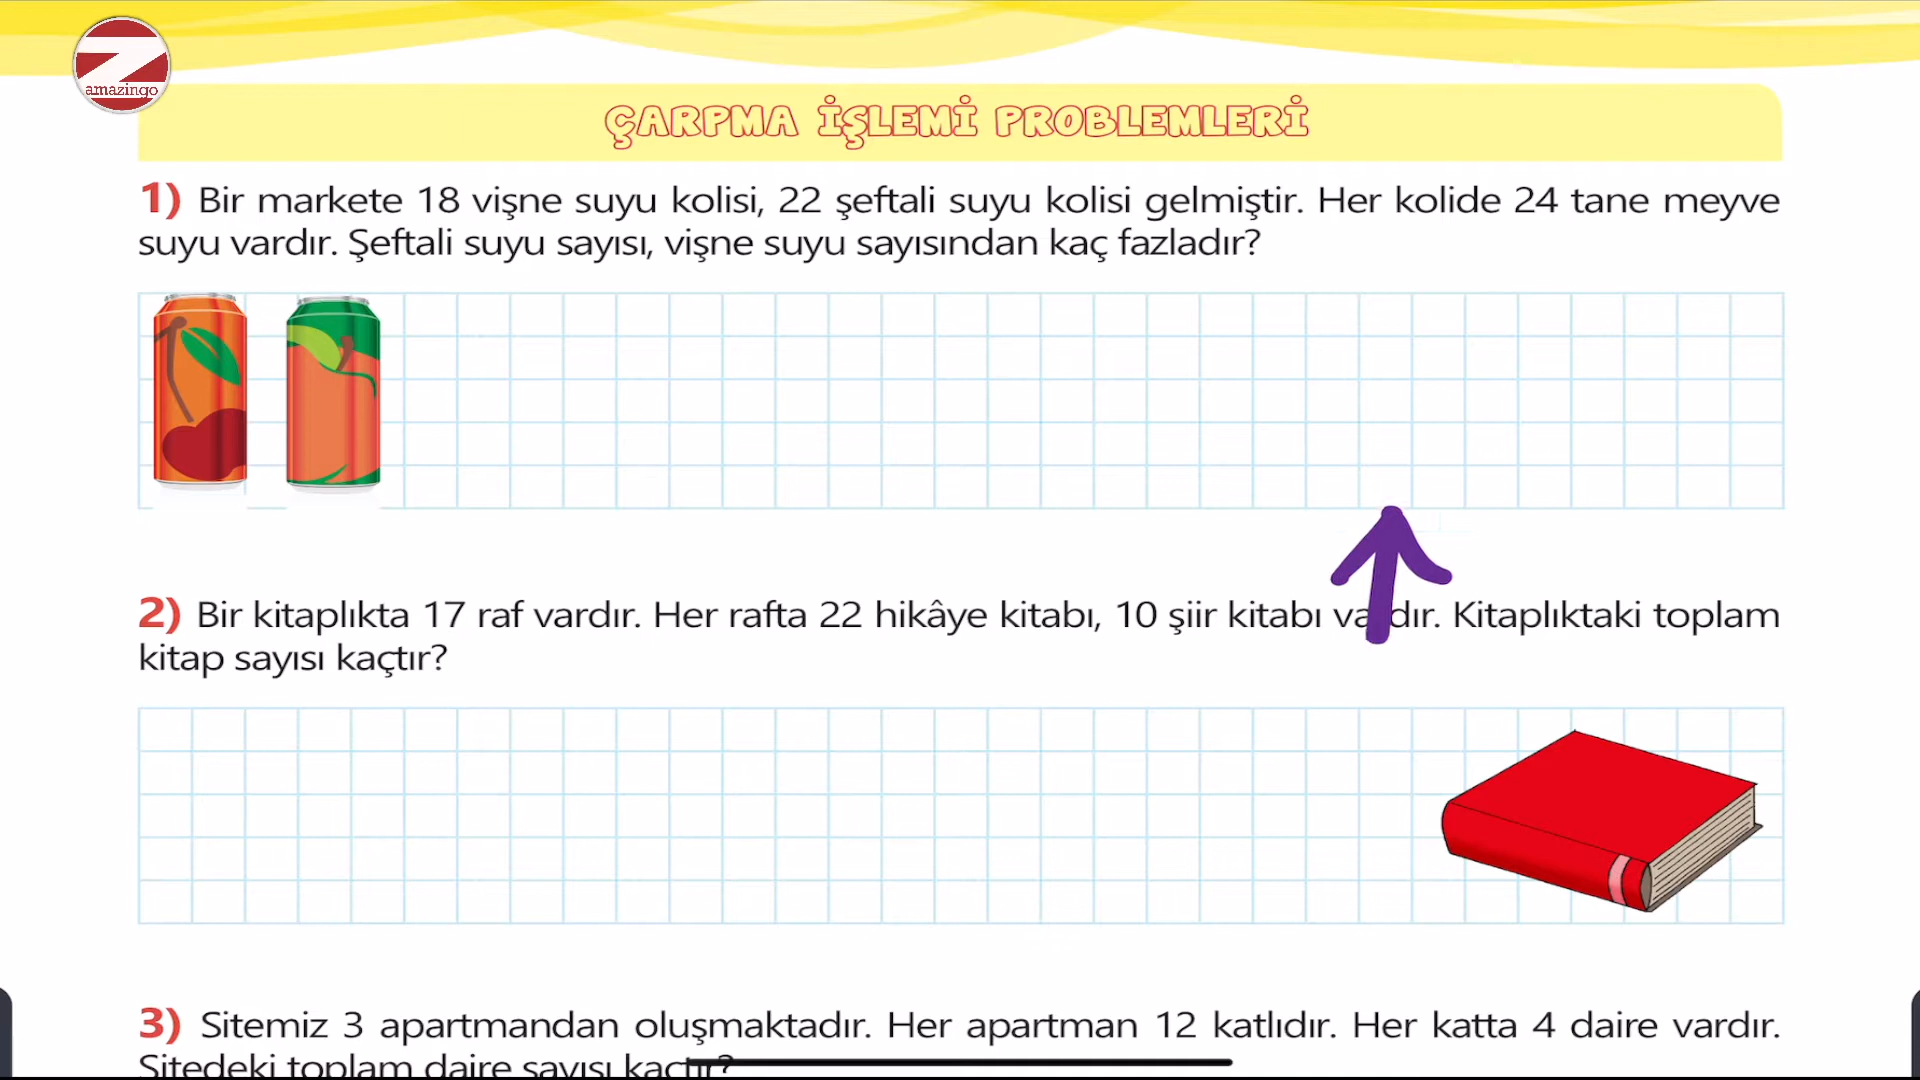 amazingo
ÇARPMA İŞLEMİ PROBLEMLERİ
1) Bir markete 18 vişne suyu kolisi, 22 şeftali suyu kolisi gelmiştir. Her kolide 24 tane meyve
suyu vardır. Şeftali suyu sayısı, vişne suyu sayısından kaç fazladır?
2) Bir kitaplıkta 17 raf vardır. Her rafta 22 hikâye kitabı, 10 şiir kitabı vardır. Kitaplıktaki toplam
kitap sayısı kaçtır?
3) Sitemiz 3 apartmandan oluşmaktadır. Her apartman 12 katlıdır. Her katta 4 daire vardır.
Sitedeki toplam daire sayısı kaçtır?